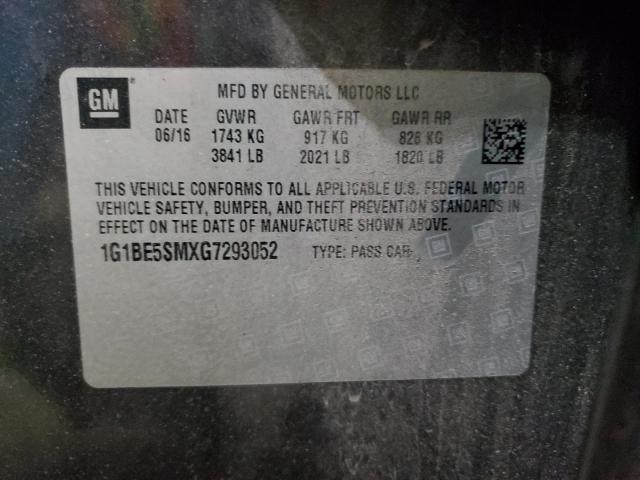 GM
MFD BY GENERAL MOTORS LLC
DATE GVWR GAWR FRT GAWR RR
06/16 1743 KG 917 KG 826 KG
3841 LB 2021 LB 1820 LB
THIS VEHICLE CONFORMS TO ALL APPLICABLE U.S. FEDERAL MOTOR
VEHICLE SAFETY, BUMPER, AND THEFT PREVENTION STANDARDS IN
EFFECT ON THE DATE OF MANUFACTURE SHOWN ABOVE.
1G1BE5SMXG7293052 TYPE: PASS CAR